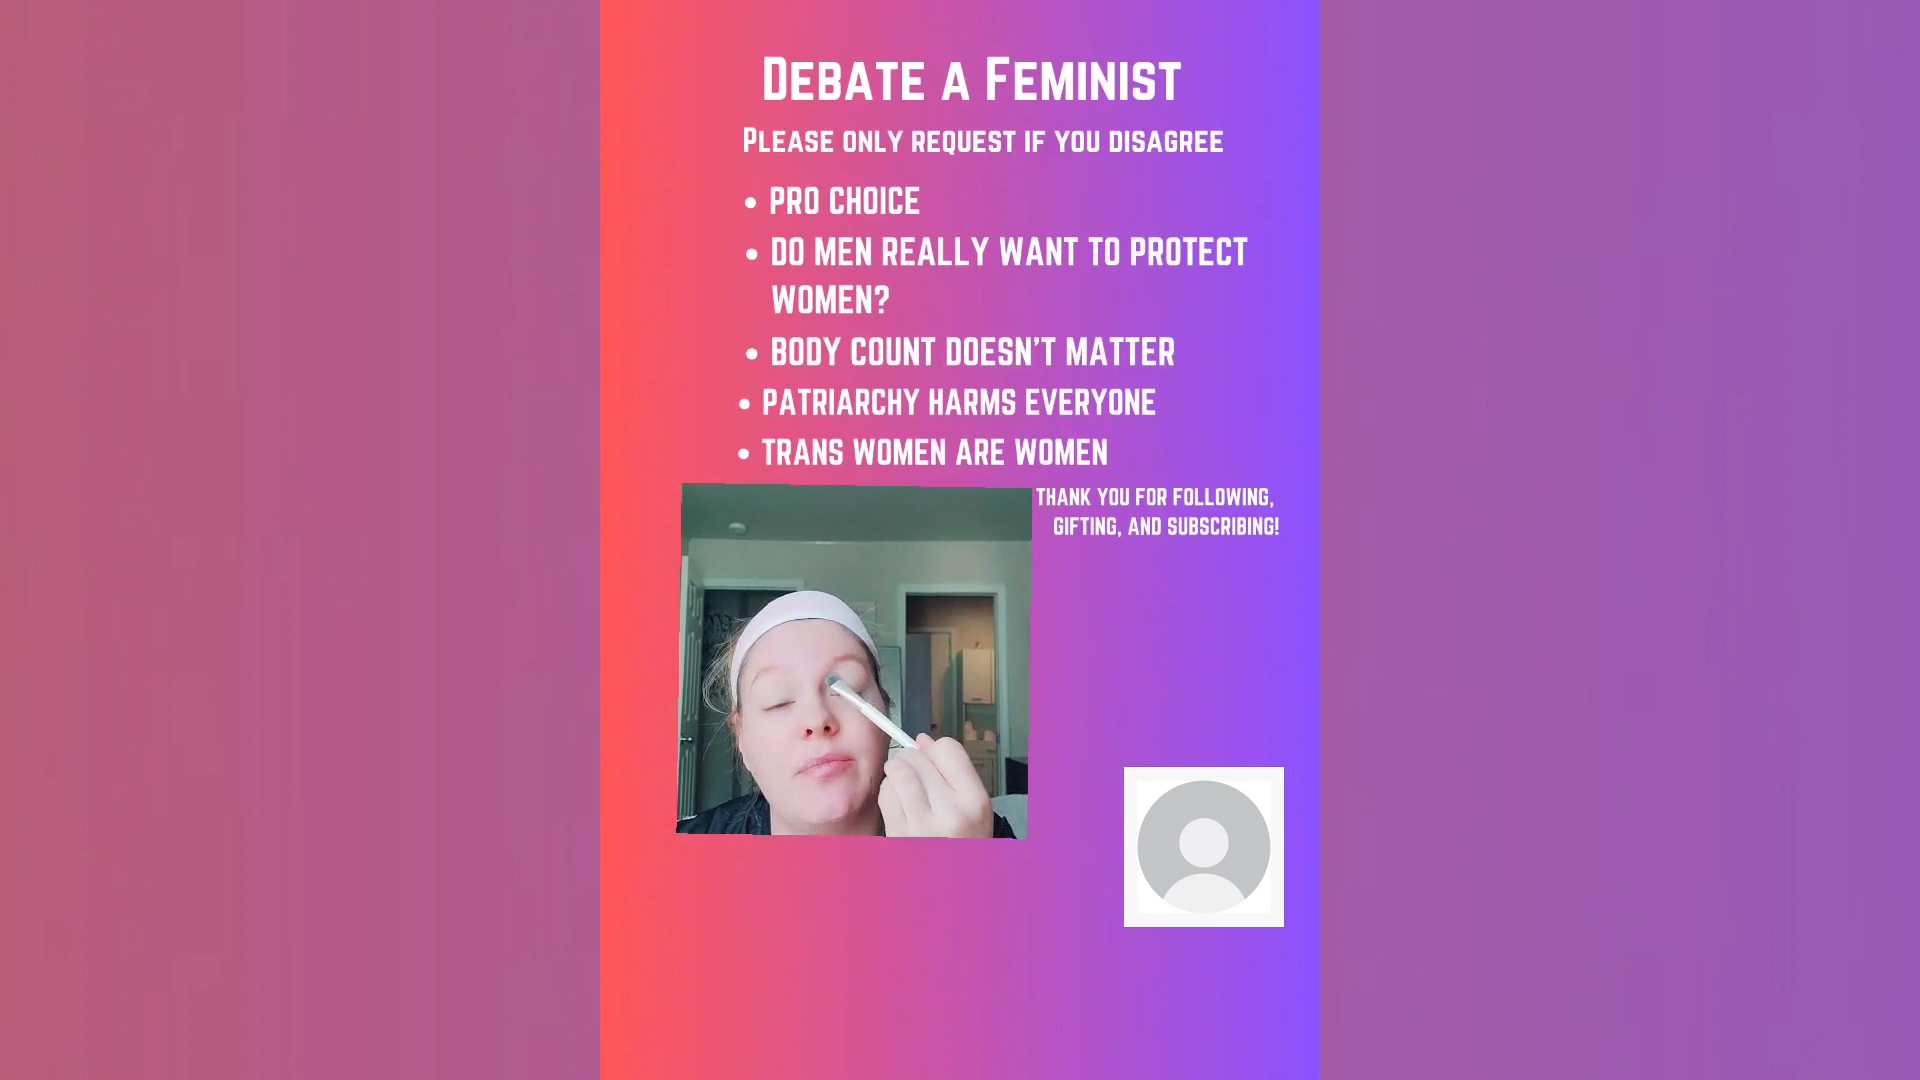 DEBATE A FEMINIST
PLEASE ONLY REQUEST IF YOU DISAGREE
• PRO CHOICE
• DO MEN REALLY WANT TO PROTECT
WOMEN?
• BODY COUNT DOESN'T MATTER
• PATRIARCHY HARMS EVERYONE
• TRANS WOMEN ARE WOMEN
THANK YOU FOR FOLLOWING,
GIFTING, AND SUBSCRIBING!